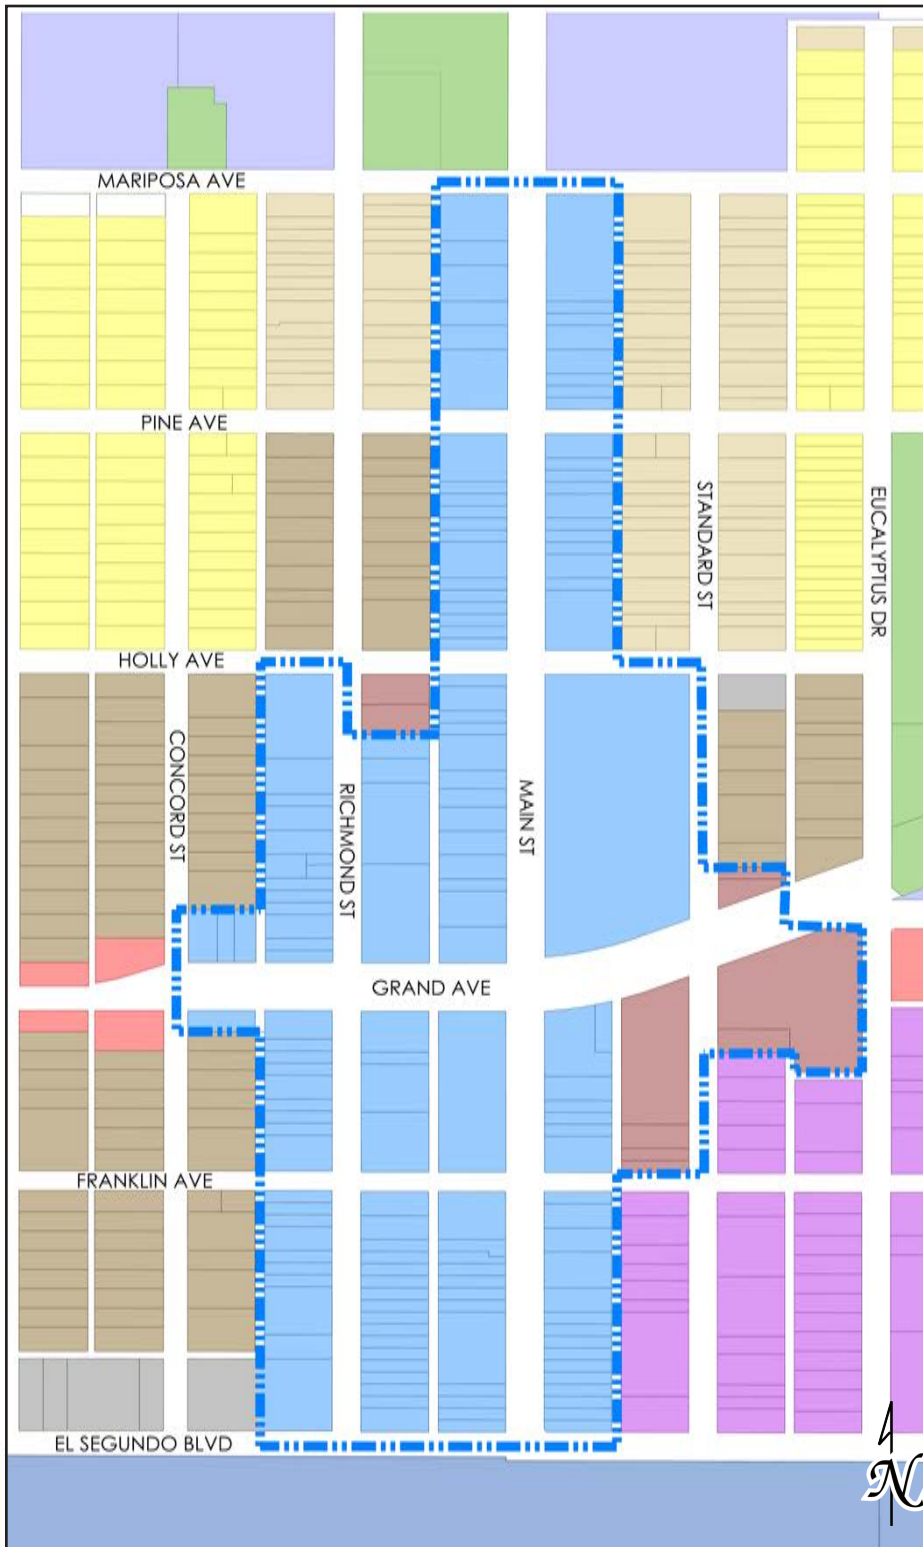 MARIPOSA AVE
PINE AVE
STANDARD ST
EUCALYPTUS DR
HOLLY AVE
CONCORD ST
RICHMOND ST
MAIN ST
GRAND AVE
FRANKLIN AVE
EL SEGUNDO BLVD
N